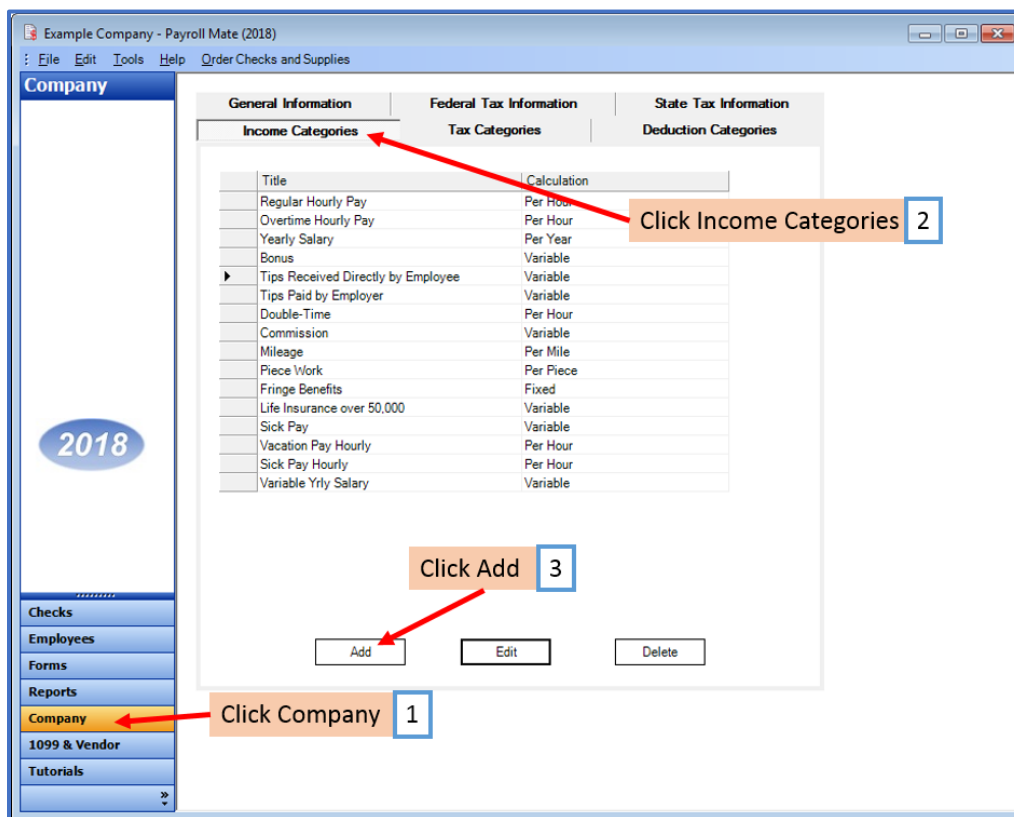 Example Company - Payroll Mate (2018)
File Edit Tools Help Order Checks and Supplies
Company
General Information Federal Tax Information State Tax Information
Income Categories Tax Categories Deduction Categories
Title Calculation
Regular Hourly Pay Per Hour
Overtime Hourly Pay Per Hour
Click Income Categories 2
Yearly Salary Per Year
Bonus Variable
Tips Received Directly by Employee Variable
Tips Paid by Employer Variable
Double-Time Per Hour
Commission Variable
Mileage Per Mile
Piece Work Per Piece
Fringe Benefits Fixed
Life Insurance over 50,000 Variable
Sick Pay Variable
Vacation Pay Hourly Per Hour
Sick Pay Hourly Per Hour
Variable Yrly Salary Variable
2018
Click Add 3
Add Edit Delete
Checks
Employees
Forms
Reports
Company
Click Company 1
1099 & Vendor
Tutorials